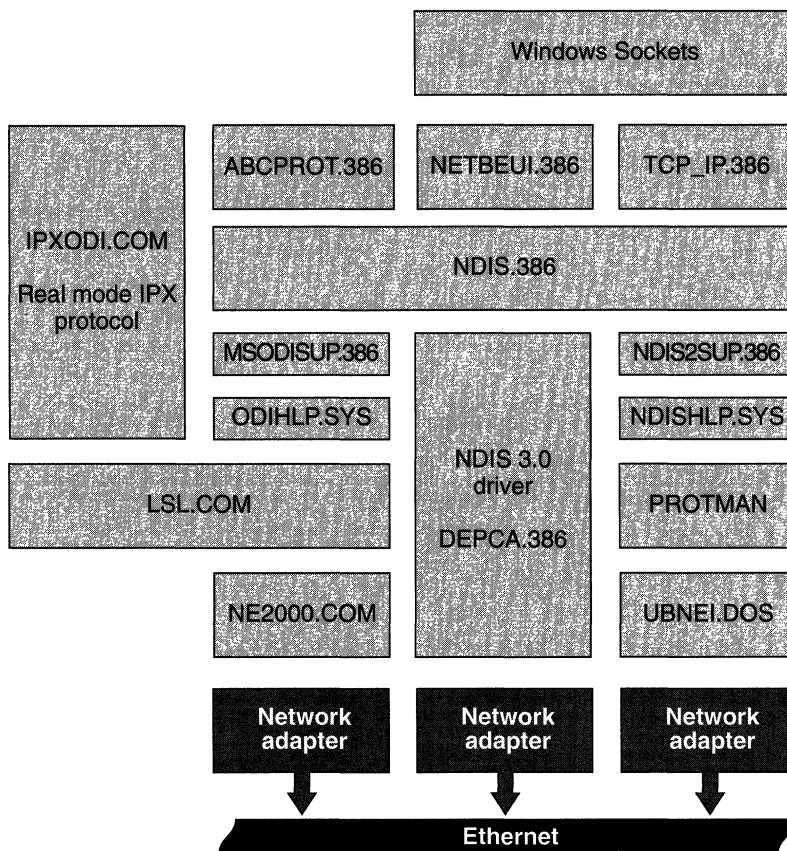 Windows Sockets
ABCPROT.386
NETBEUI.386
TCP_IP.386
IPXODI.COM
Real mode IPX
protocol
NDIS.386
MSODISUP.386
NDIS2SUP.386
ODIHLP.SYS
NDISHLP.SYS
NDIS 3.0
driver
DEPCA.386
LSL.COM
PROTMAN
NE2000.COM
UBNEI.DOS
Network
adapter
Network
adapter
Network
adapter
Ethernet